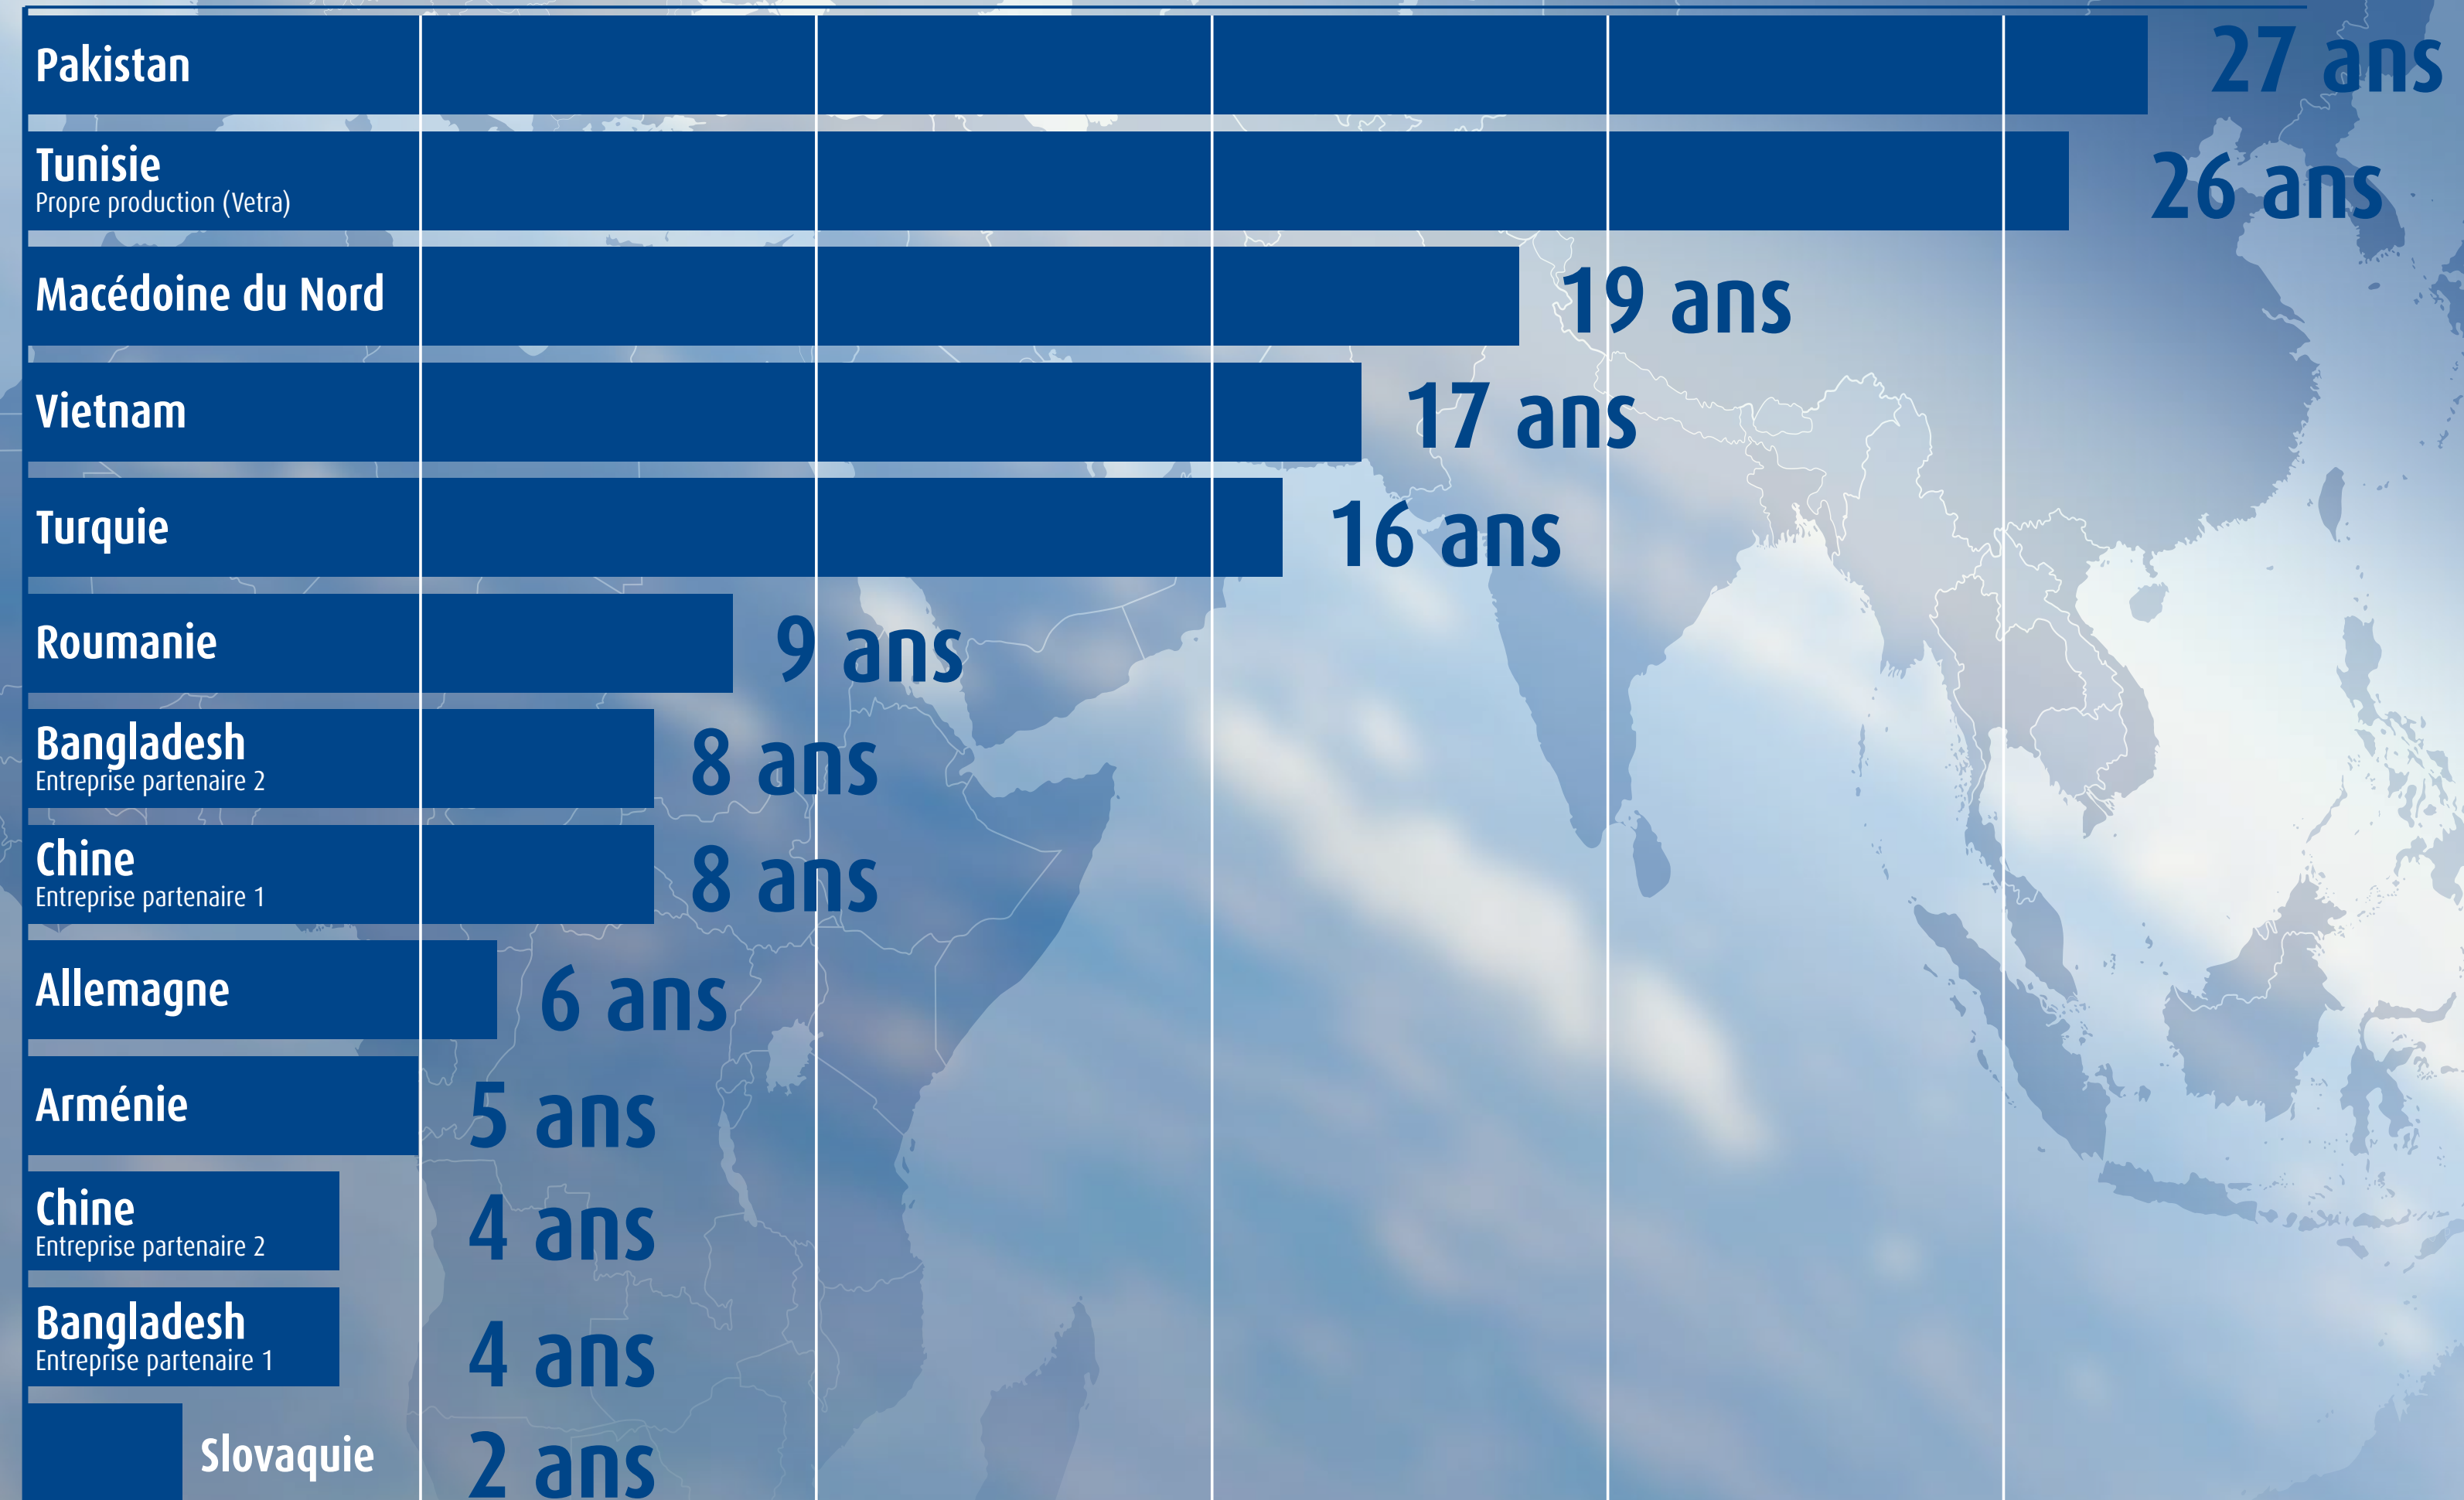 Pakistan
27 ans
Tunisie
Propre production (Vetra)
26 ans
Macédoine du Nord
19 ans
Vietnam
17 ans
Turquie
16 ans
Roumanie
9 ans
Bangladesh
Entreprise partenaire 2
8 ans
Chine
Entreprise partenaire 1
8 ans
Allemagne
6 ans
Arménie
5 ans
Chine
Entreprise partenaire 2
4 ans
Bangladesh
Entreprise partenaire 1
4 ans
Slovaquie
2 ans